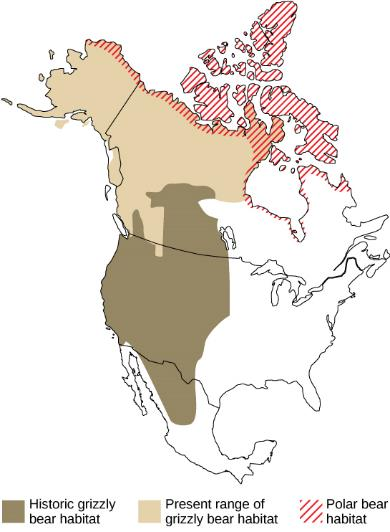 Historic grizzly
bear habitat
Present range of
grizzly bear habitat
Polar bear
habitat